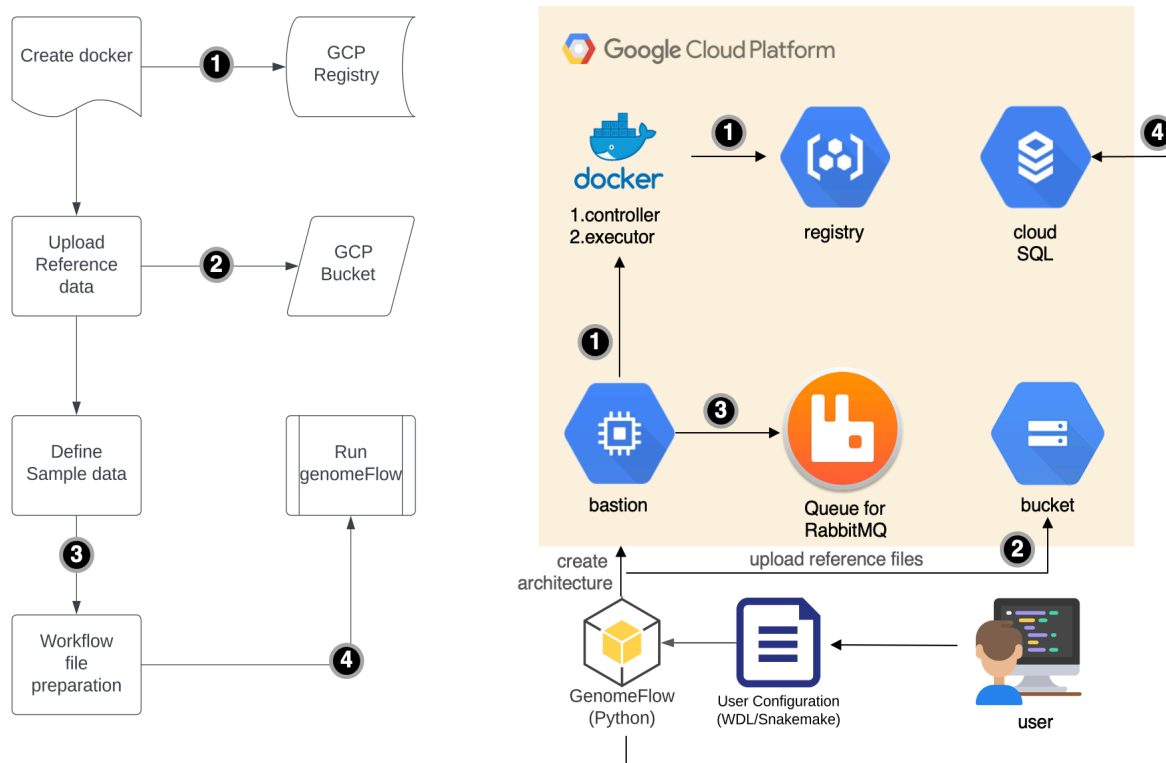 Create docker
1
GCP
Registry
Upload
Reference
data
2
GCP
Bucket
Define
Sample data
Run
genomeFlow
3
Workflow
file
preparation
4
Google Cloud Platform
docker
1.controller
2.executor
1
registry
cloud
SQL
4
1
bastion
3
Queue for
RabbitMQ
bucket
create
architecture
upload reference files
2
GenomeFlow
(Python)
User Configuration
(WDL/Snakemake)
user